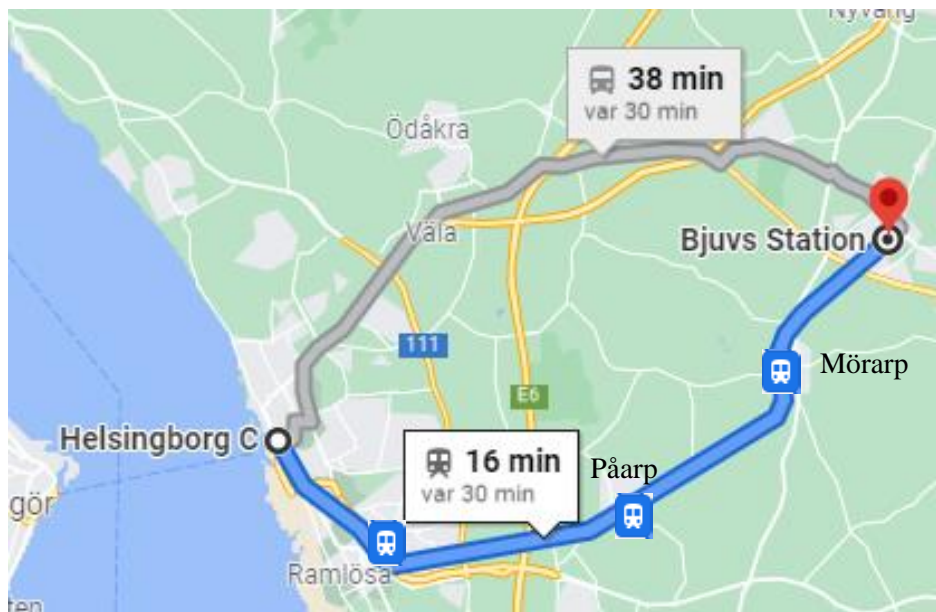 Nyvång
38 min
var 30 min
Ödåkra
Väla
Bjuvs Station
111
Mörarp
E6
Helsingborg C
16 min
var 30 min
Påarp
gör
Ramlösa
ten